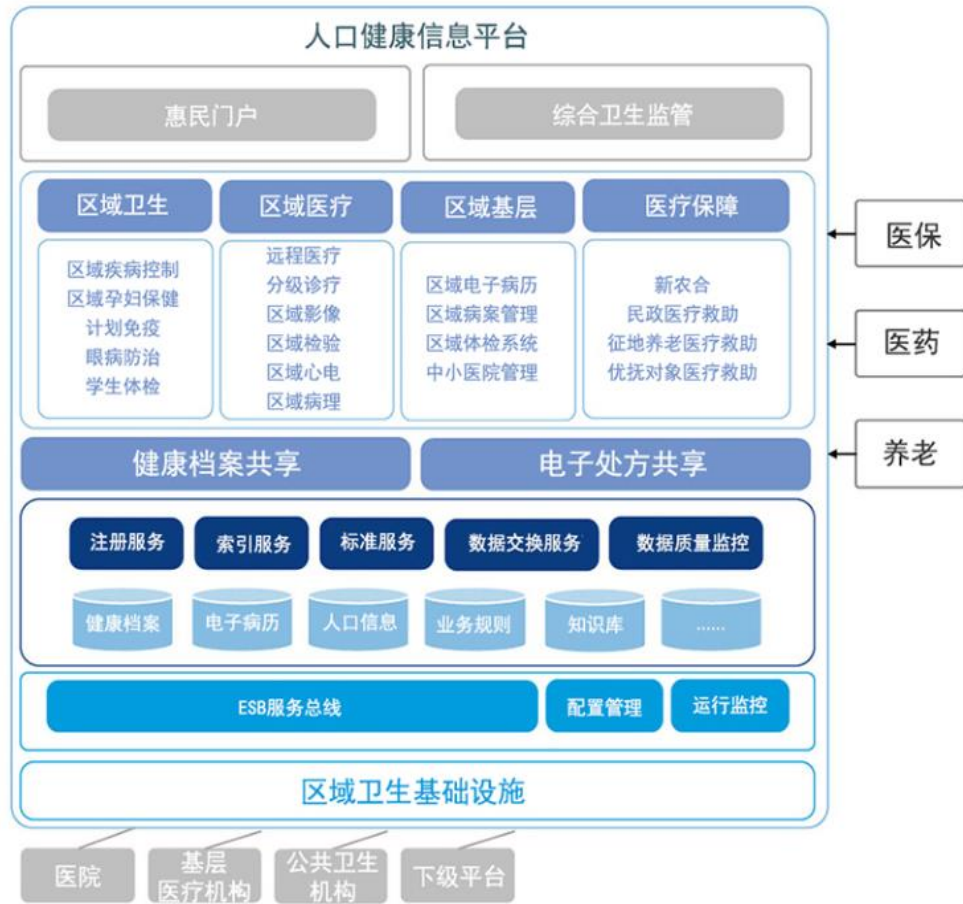 人口健康信息平台
惠民门户
综合卫生监管
区域卫生
区域疾病控制
区域孕妇保健
计划免疫
眼病防治
学生体检
区域医疗
远程医疗
分级诊疗
区域影像
区域检验
区域心电
区域病理
区域基层
区域电子病历
区域病案管理
区域体检系统
中小医院管理
医疗保障
新农合
民政医疗救助
征地养老医疗救助
优抚对象医疗救助
医保
医药
养老
健康档案共享
电子处方共享
注册服务
索引服务
标准服务
数据交换服务
数据质量监控
健康档案
电子病历
人口信息
业务规则
知识库
......
ESB服务总线
配置管理
运行监控
区域卫生基础设施
医院
基层
医疗机构
公共卫生
机构
下级平台